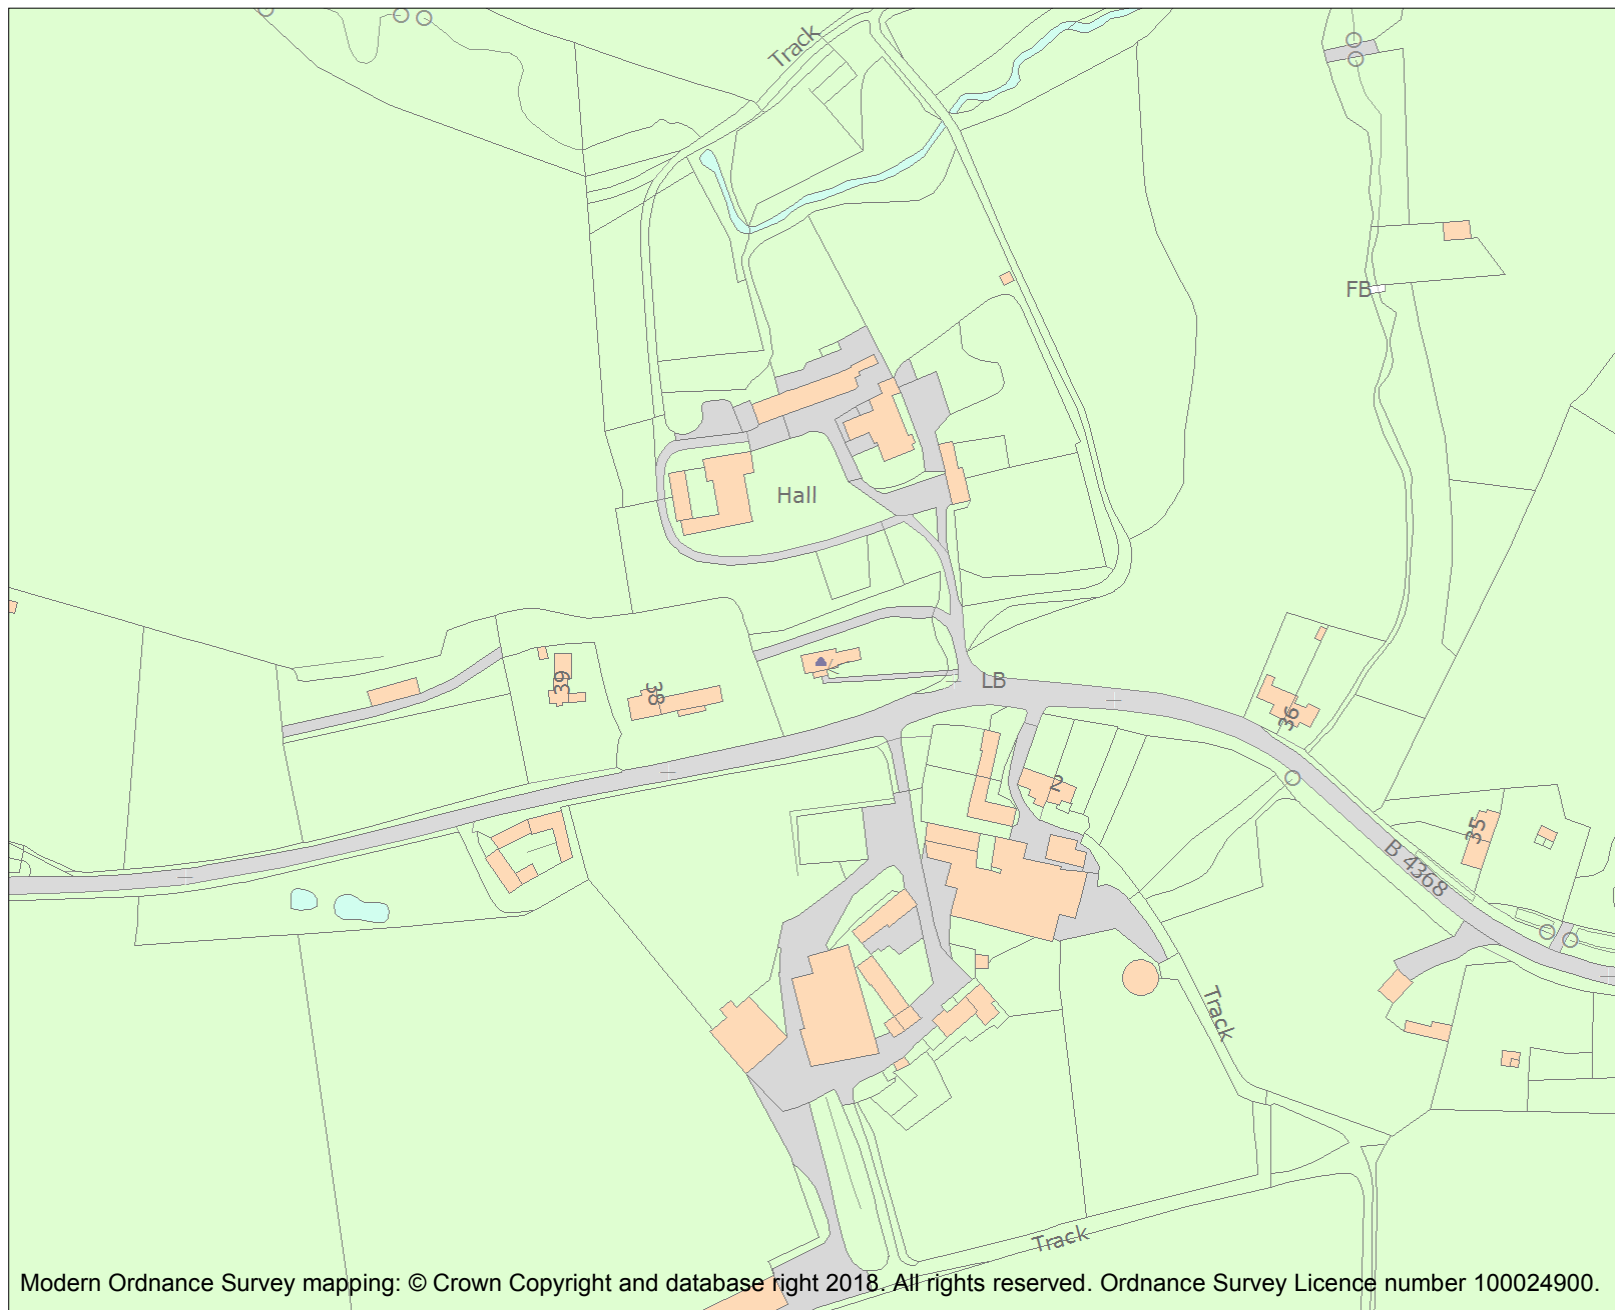 Track
FB
Hall
39
38
LB
36
2
35
B 4368
Track
Track
Modern Ordnance Survey mapping: © Crown Copyright and database right 2018. All rights reserved. Ordnance Survey Licence number 100024900.